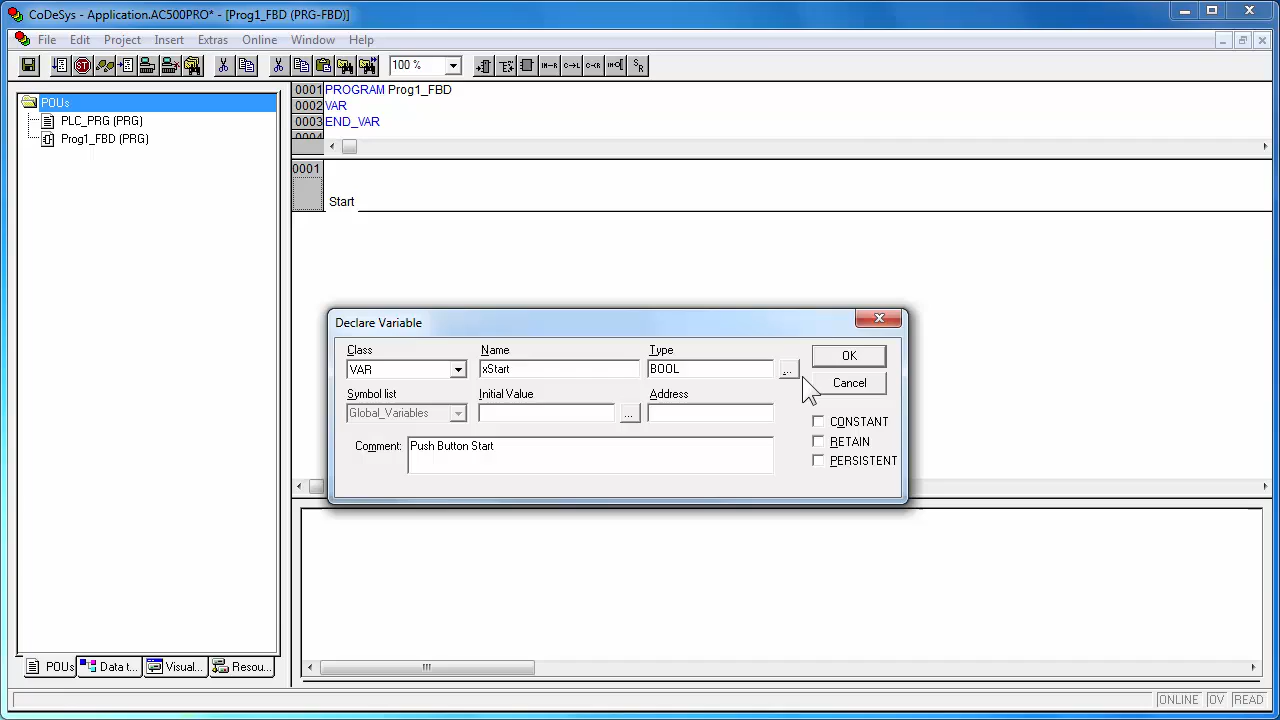 CoDeSys - Application.AC500PRO* - [Prog1_FBD (PRG-FBD)]
File Edit Project Insert Extras Online Window Help
100 %
POUs
PLC_PRG (PRG)
Prog1_FBD (PRG)
0001 PROGRAM Prog1_FBD
0002 VAR
0003 END_VAR
0004
0001
Start
Declare Variable
Class Name Type
VAR xStart BOOL ... OK
Cancel
Symbol list Initial Value Address
Global_Variables ...
CONSTANT
RETAIN
PERSISTENT
Comment: Push Button Start
POUs Data t... Visual... Resou...
ONLINE OV READ